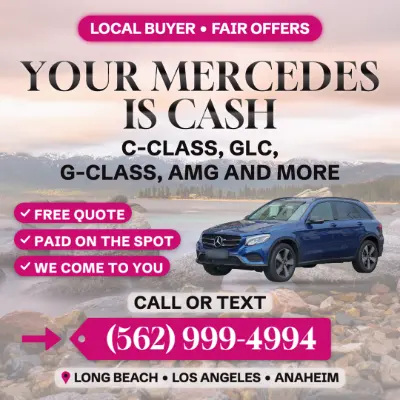 LOCAL BUYER • FAIR OFFERS
YOUR MERCEDES
IS CASH
C-CLASS, GLC,
G-CLASS, AMG AND MORE
FREE QUOTE
PAID ON THE SPOT
WE COME TO YOU
CALL OR TEXT
(562) 999-4994
LONG BEACH • LOS ANGELES • ANAHEIM